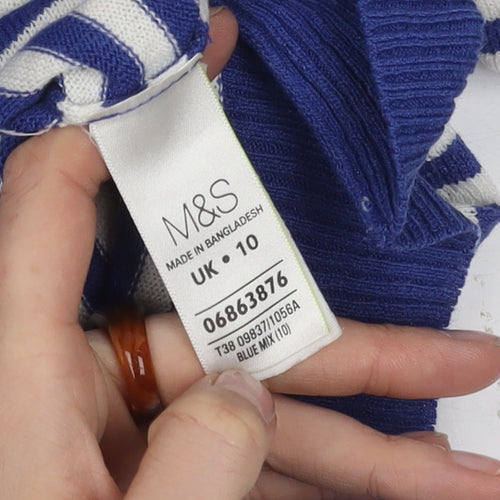 M&S
MADE IN BANGLADESH
UK • 10
06863876
T38 09837/1056A
BLUE MIX (10)